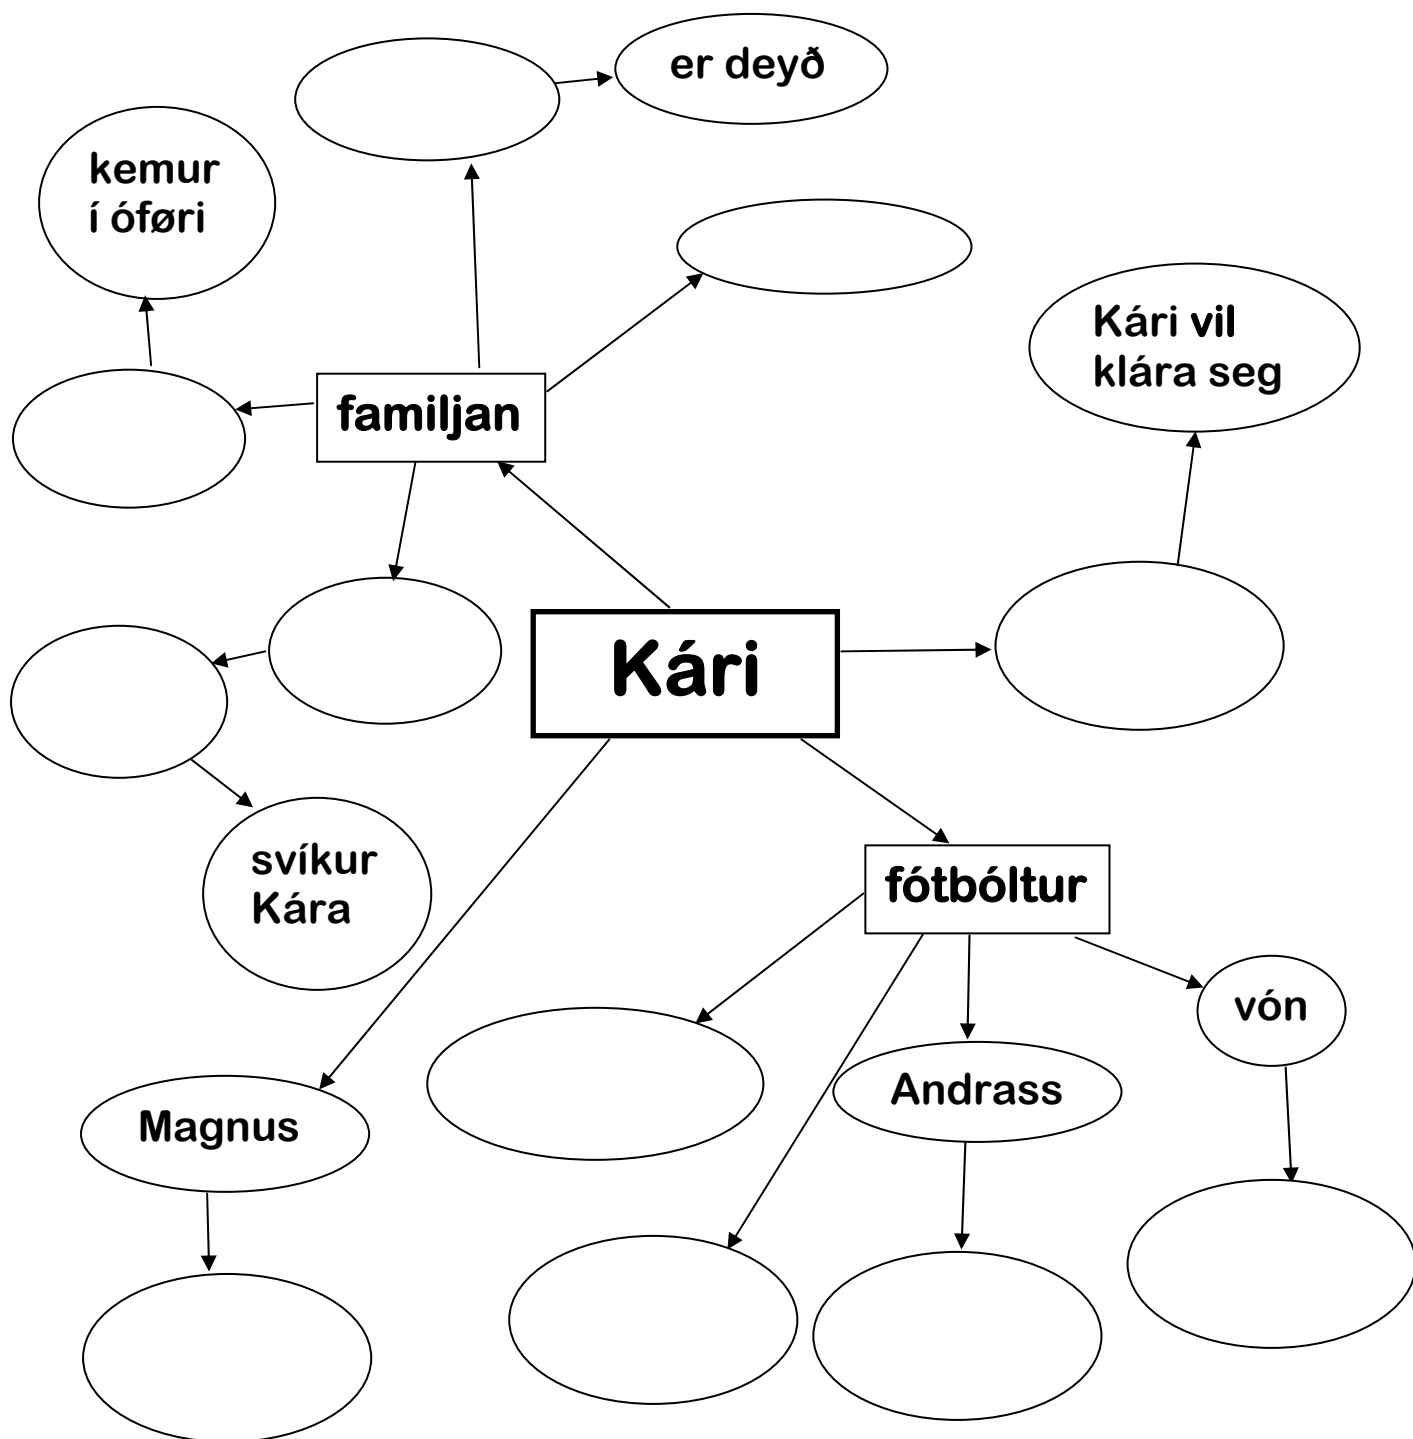 er deyð
kemur
í óføri
Kári vil
klára seg
familjan
Kári
svíkur
Kára
fótbóltur
vón
Andrass
Magnus